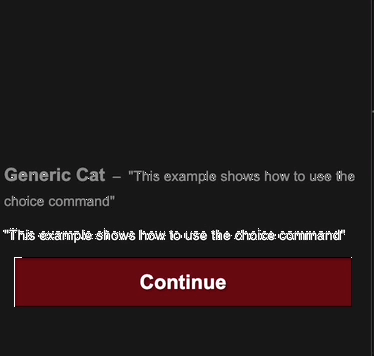 Generic Cat – "This example shows how to use the
choice command"
"This example shows how to use the choice command"
Continue